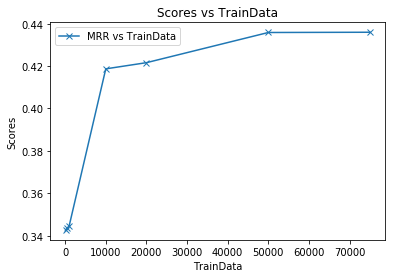 Scores vs TrainData
MRR vs TrainData
Scores
0.44
0.42
0.40
0.38
0.36
0.34
0 10000 20000 30000 40000 50000 60000 70000
TrainData